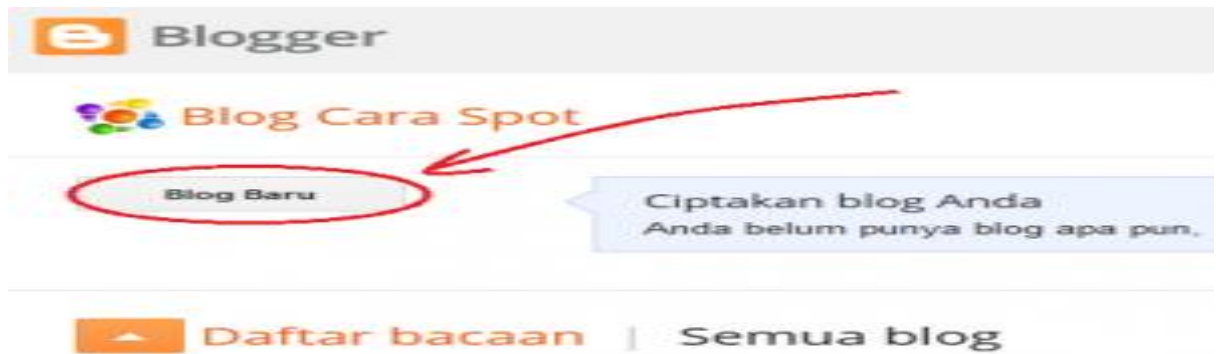 Blogger
Blog Cara Spot
Blog Baru
Ciptakan blog Anda
Anda belum punya blog apa pun,
Daftar bacaan | Semua blog